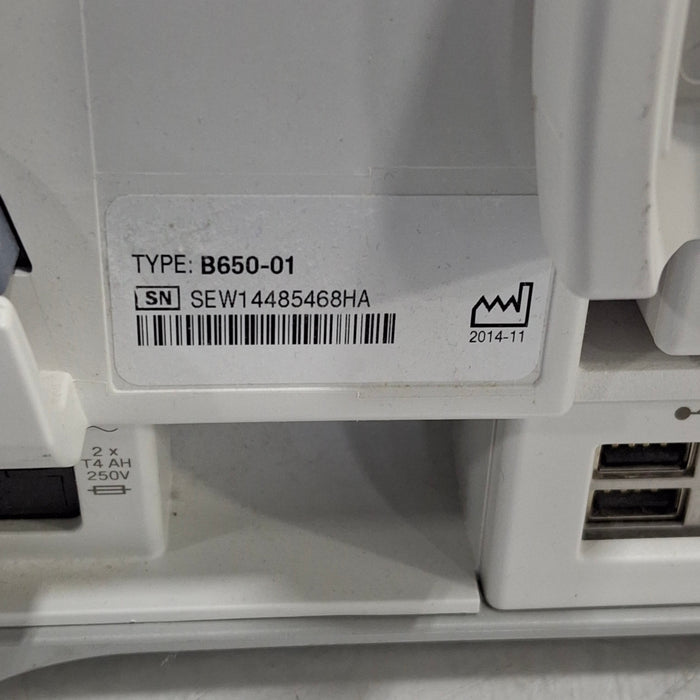 TYPE: B650-01
SN SEW14485468HA
2014-11
2 x
T4 AH
250V